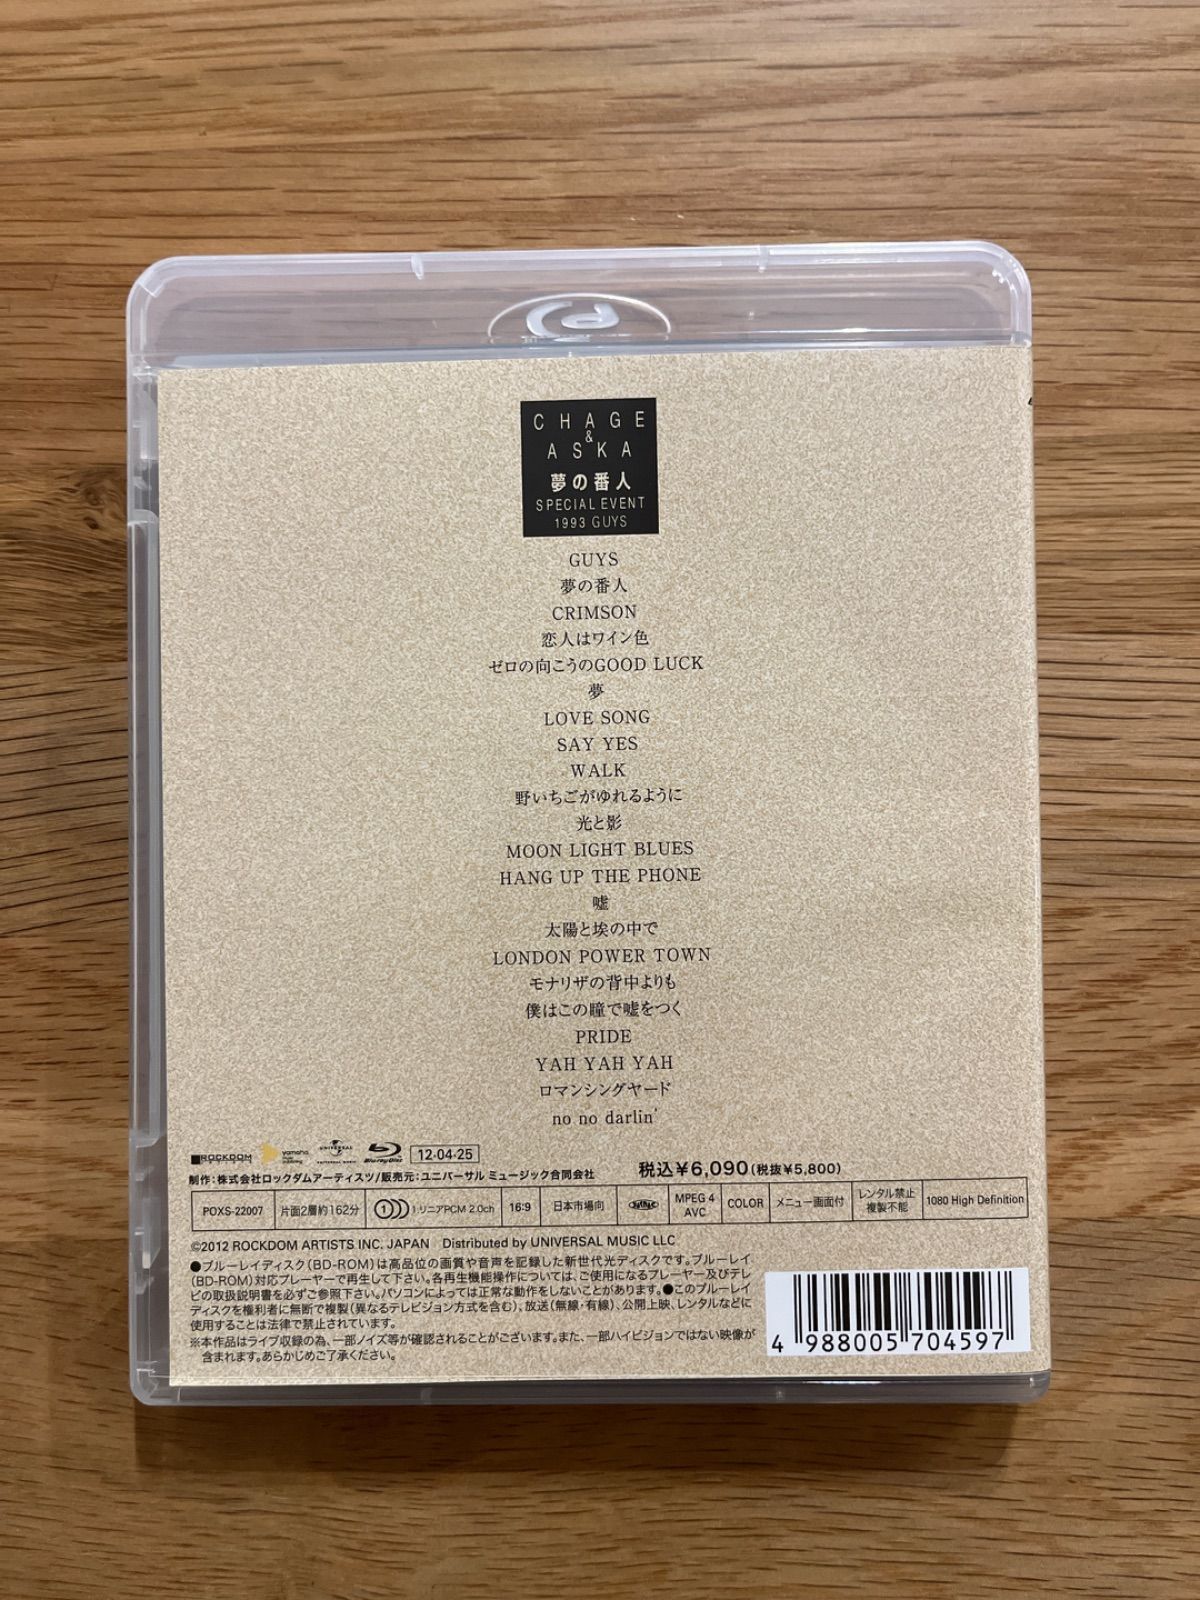 CHAGE
&
ASKA
夢の番人
SPECIAL EVENT
1993 GUYS
GUYS
夢の番人
CRIMSON
恋人はワイン色
ゼロの向こうのGOOD LUCK
夢
LOVE SONG
SAY YES
WALK
野いちごがゆれるように
光と影
MOON LIGHT BLUES
HANG UP THE PHONE
嘘
太陽と埃の中で
LONDON POWER TOWN
モナリザの背中よりも
僕はこの瞳で嘘をつく
PRIDE
YAH YAH YAH
ロマンシングヤード
no no darlin'
ROCKDOM yamaha UNIVERSAL Blu-ray Disc 12·04·25
制作：株式会社ロックダムアーティスツ/販売元：ユニバーサル ミュージック合同会社 税込¥6,090(税抜¥5,800)
POXS-22007 片面2層約162分 1 リニアPCM 2.0ch 16:9 日本市場向 MPEG 4 AVC COLOR メニュー画面付 レンタル禁止 複製不能 1080 High Definition
©2012 ROCKDOM ARTISTS INC. JAPAN Distributed by UNIVERSAL MUSIC LLC
●ブルーレイディスク(BD-ROM)は高品位の画質や音声を記録した新世代光ディスクです。ブルーレイ
(BD-ROM)対応プレーヤーで再生して下さい。各再生機能操作については、ご使用になるプレーヤー及びテレ
ビの取扱説明書を必ずご参照下さい。パソコンによっては正常な動作をしないことがあります。●このブルーレイ
ディスクを権利者に無断で複製(異なるテレビジョン方式を含む)、放送(無線・有線)、公開上映、レンタルなどに
使用することは法律で禁止されています。
※本作品はライブ収録の為、一部ノイズ等が確認されることがございます。また、一部ハイビジョンではない映像が
含まれます。あらかじめご了承ください。
4 988005 704597